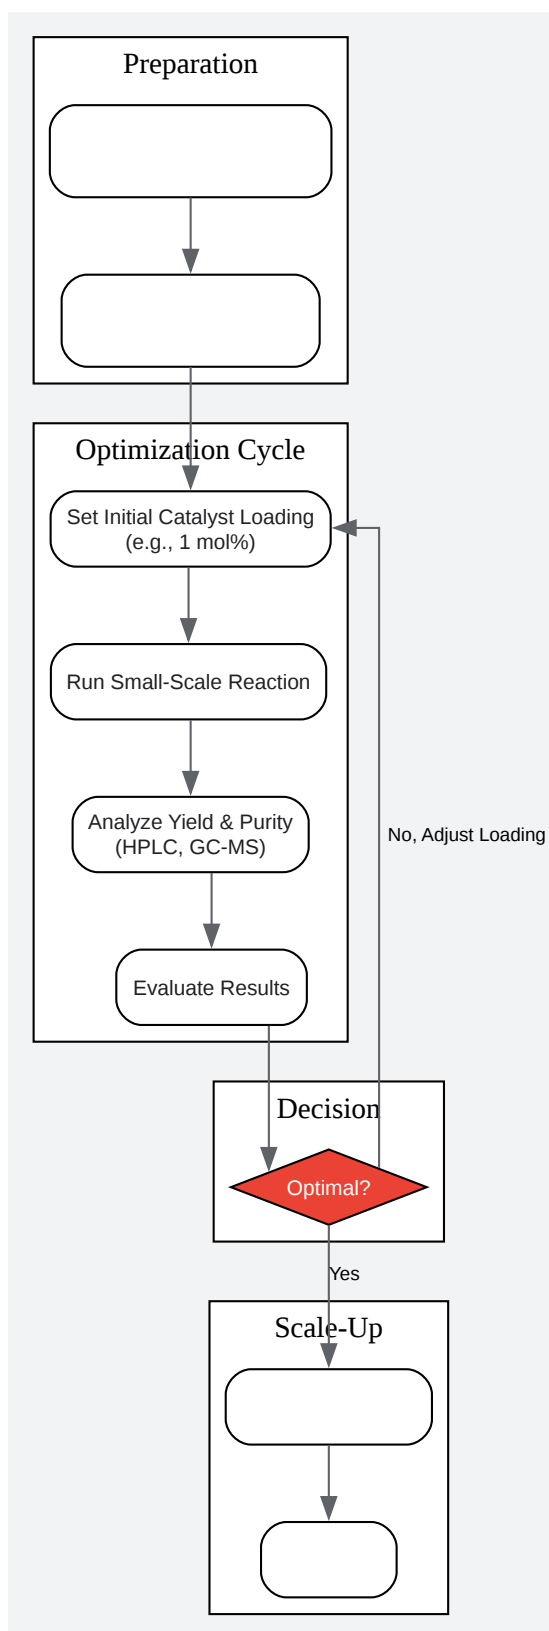 Preparation
Optimization Cycle
Set Initial Catalyst Loading
(e.g., 1 mol%)
Run Small-Scale Reaction
Analyze Yield & Purity
(HPLC, GC-MS)
No, Adjust Loading
Evaluate Results
Decision
Optimal?
Yes
Scale-Up